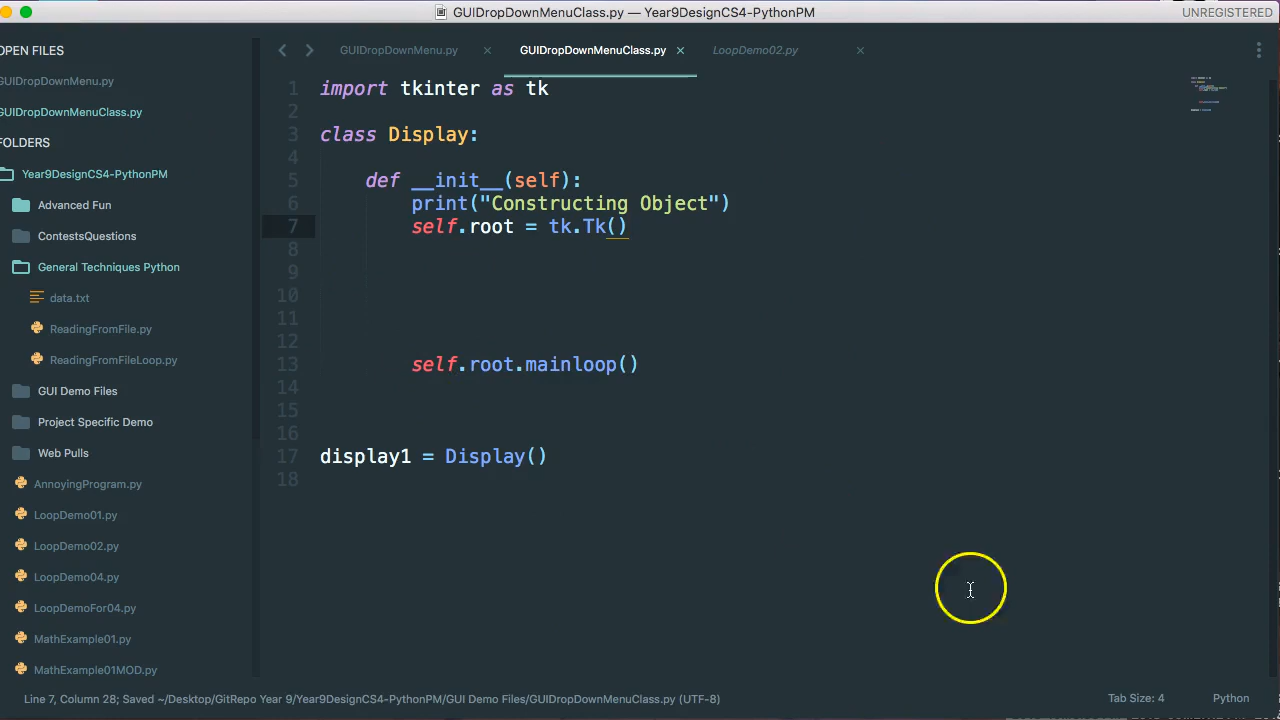 GUIDropDownMenuClass.py — Year9DesignCS4-PythonPM
UNREGISTERED
OPEN FILES
GUIDropDownMenu.py
GUIDropDownMenuClass.py
FOLDERS
Year9DesignCS4-PythonPM
Advanced Fun
ContestsQuestions
General Techniques Python
data.txt
ReadingFromFile.py
ReadingFromFileLoop.py
GUI Demo Files
Project Specific Demo
Web Pulls
AnnoyingProgram.py
LoopDemo01.py
LoopDemo02.py
LoopDemo04.py
LoopDemoFor04.py
MathExample01.py
MathExample01MOD.py
GUIDropDownMenu.py
GUIDropDownMenuClass.py
LoopDemo02.py
1 import tkinter as tk
2
3 class Display:
4
5 def __init__(self):
6 print("Constructing Object")
7 self.root = tk.Tk()
8
9
10
11
12
13 self.root.mainloop()
14
15
16
17 display1 = Display()
18
Line 7, Column 28; Saved ~/Desktop/GitRepo Year 9/Year9DesignCS4-PythonPM/GUI Demo Files/GUIDropDownMenuClass.py (UTF-8)
Tab Size: 4
Python